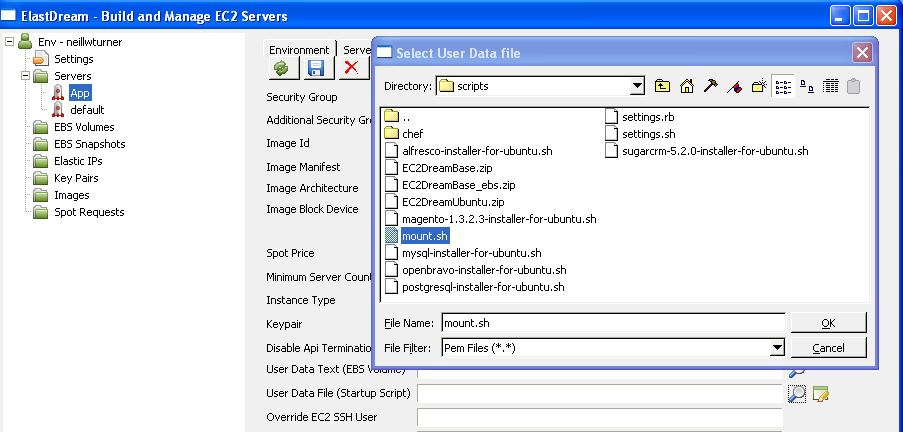 ElastDream - Build and Manage EC2 Servers
Env - neillwturner
Settings
Servers
App
default
EBS Volumes
EBS Snapshots
Elastic IPs
Key Pairs
Images
Spot Requests
Environment
Serve
Security Group
Additional Security Gro
Image Id
Image Manifest
Image Architecture
Image Block Device
Spot Price
Minimum Server Count
Instance Type
Keypair
Disable Api Termination
User Data Text (EBS Volume)
User Data File (Startup Script)
Override EC2 SSH User
Select User Data file
Directory: scripts
..
chef
alfresco-installer-for-ubuntu.sh
EC2DreamBase.zip
EC2DreamBase_ebs.zip
EC2DreamUbuntu.zip
magento-1.3.2.3-installer-for-ubuntu.sh
mount.sh
mysql-installer-for-ubuntu.sh
openbravo-installer-for-ubuntu.sh
postgresql-installer-for-ubuntu.sh
settings.rb
settings.sh
sugarcrm-5.2.0-installer-for-ubuntu.sh
File Name: mount.sh
OK
File Filter: Pem Files (*.*)
Cancel